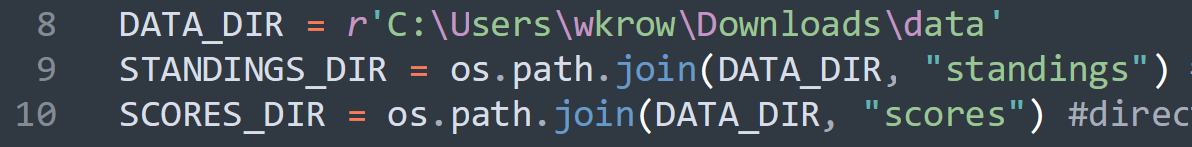 8 DATA_DIR = r'C:\Users\wkrow\Downloads\data'
9 STANDINGS_DIR = os.path.join(DATA_DIR, "standings")
10 SCORES_DIR = os.path.join(DATA_DIR, "scores") #direc